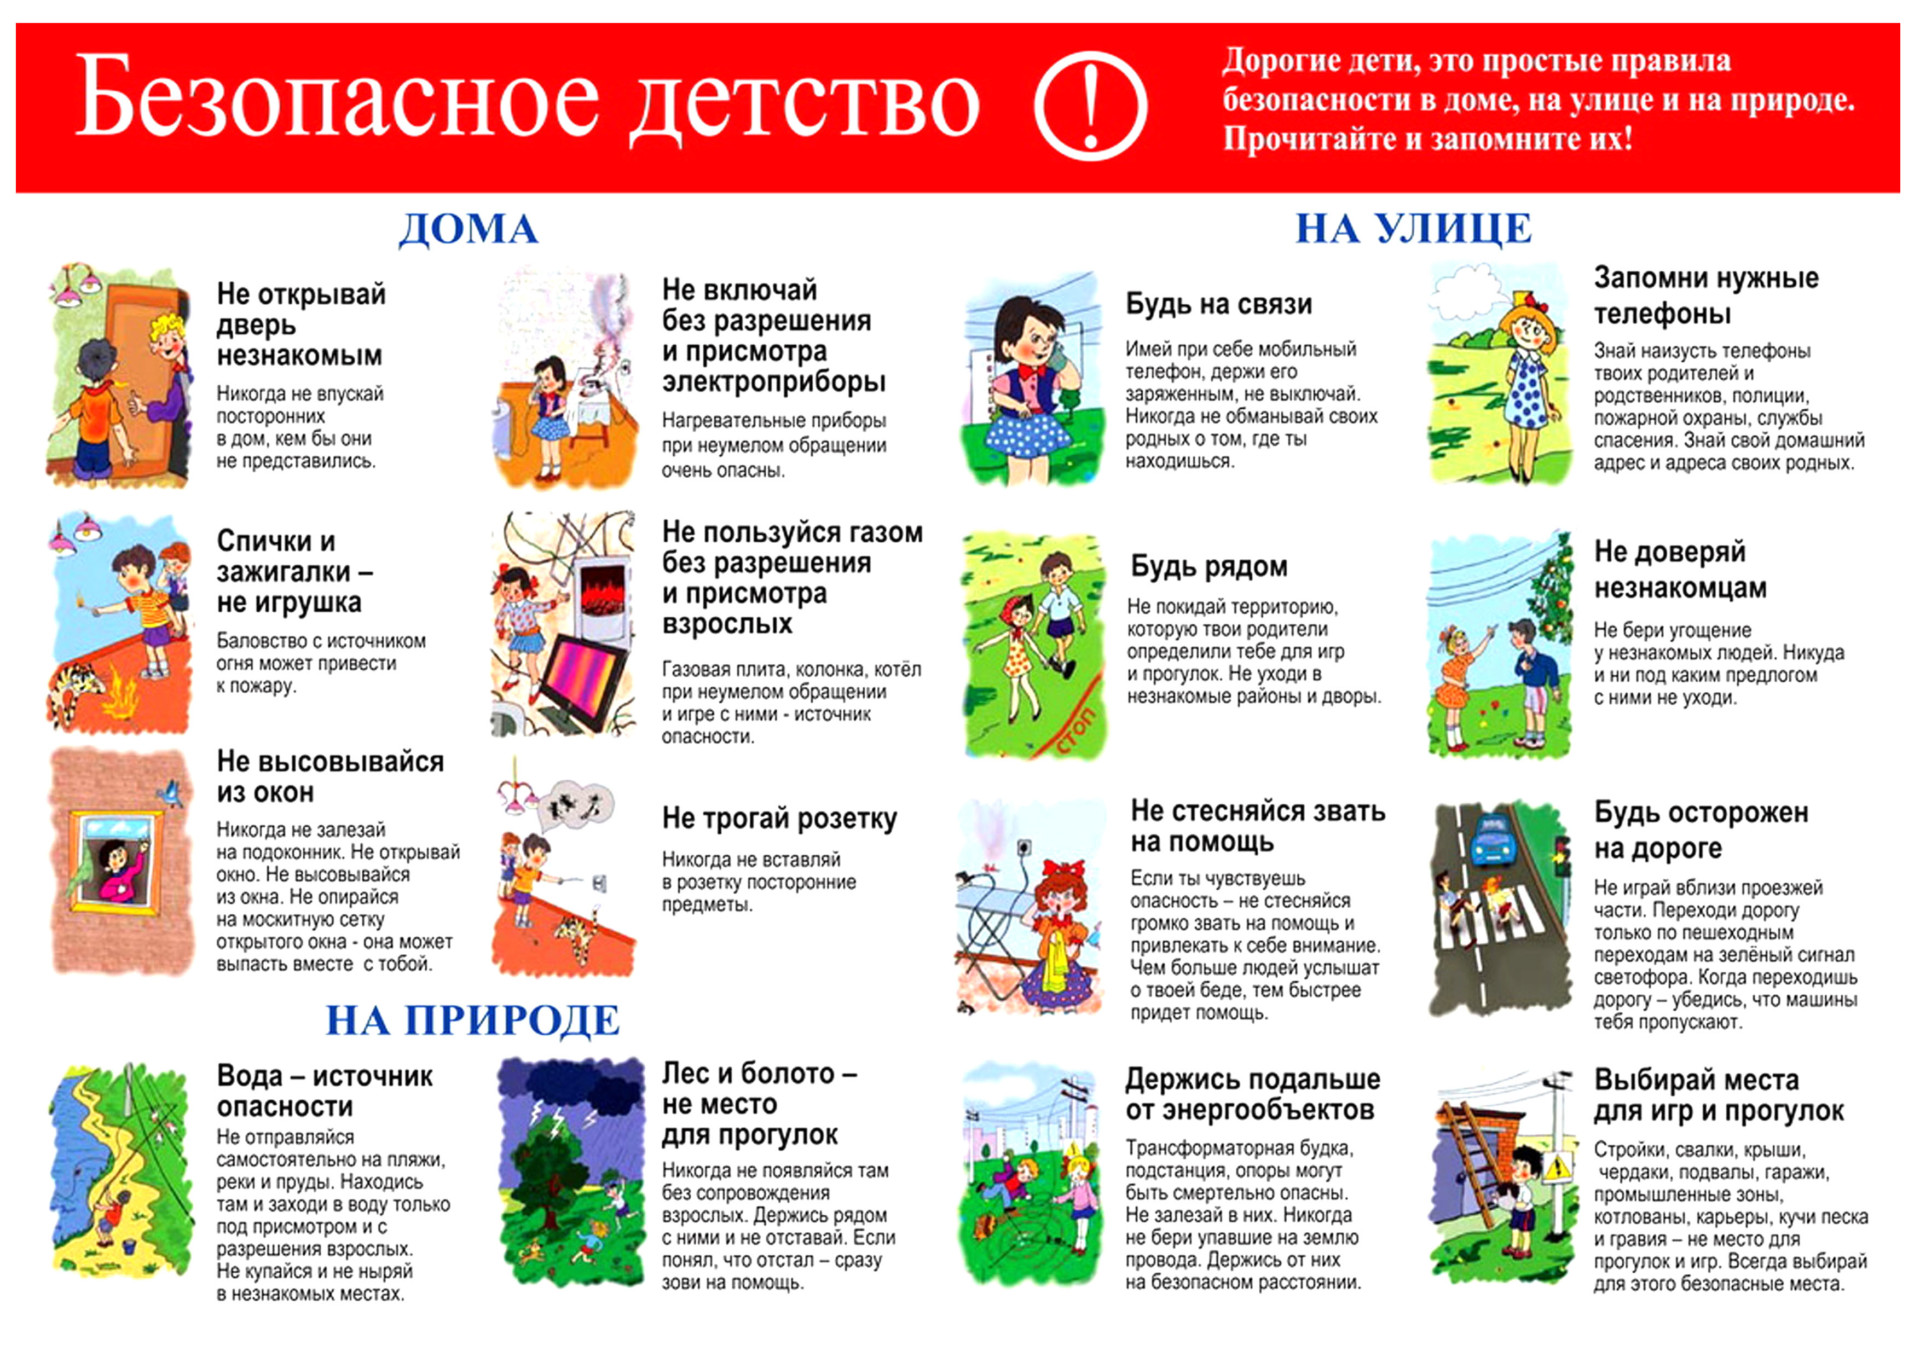 Безопасное детство
!
Дорогие дети, это простые правила
безопасности в доме, на улице и на природе.
Прочитайте и запомните их!
ДОМА
Не открывай
дверь
незнакомым
Никогда не впускай
посторонних
в дом, кем бы они
не представились.
Не включай
без разрешения
и присмотра
электроприборы
Нагревательные приборы
при неумелом обращении
очень опасны.
Спички и
зажигалки –
не игрушка
Баловство с источником
огня может привести
к пожару.
Не пользуйся газом
без разрешения
и присмотра
взрослых
Газовая плита, колонка, котёл
при неумелом обращении
и игре с ними - источник
опасности.
Не высовывайся
из окон
Никогда не залезай
на подоконник. Не открывай
окно. Не высовывайся
из окна. Не опирайся
на москитную сетку
открытого окна - она может
выпасть вместе с тобой.
Не трогай розетку
Никогда не вставляй
в розетку посторонние
предметы.
НА ПРИРОДЕ
Вода – источник
опасности
Не отправляйся
самостоятельно на пляжи,
реки и пруды. Находись
там и заходи в воду только
под присмотром и с
разрешения взрослых.
Не купайся и не ныряй
в незнакомых местах.
Лес и болото –
не место
для прогулок
Никогда не появляйся там
без сопровождения
взрослых. Держись рядом
с ними и не отставай. Если
понял, что отстал – сразу
зови на помощь.
НА УЛИЦЕ
Будь на связи
Имей при себе мобильный
телефон, держи его
заряженным, не выключай.
Никогда не обманывай своих
родных о том, где ты
находишься.
Запомни нужные
телефоны
Знай наизусть телефоны
твоих родителей и
родственников, полиции,
пожарной охраны, службы
спасения. Знай свой домашний
адрес и адреса своих родных.
СТОП
Будь рядом
Не покидай территорию,
которую твои родители
определили тебе для игр
и прогулок. Не уходи в
незнакомые районы и дворы.
Не доверяй
незнакомцам
Не бери угощение
у незнакомых людей. Никуда
и ни под каким предлогом
с ними не уходи.
Не стесняйся звать
на помощь
Если ты чувствуешь
опасность – не стесняйся
громко звать на помощь и
привлекать к себе внимание.
Чем больше людей услышат
о твоей беде, тем быстрее
придет помощь.
Будь осторожен
на дороге
Не играй вблизи проезжей
части. Переходи дорогу
только по пешеходным
переходам на зелёный сигнал
светофора. Когда переходишь
дорогу – убедись, что машины
тебя пропускают.
Держись подальше
от энергообъектов
Трансформаторная будка,
подстанция, опоры могут
быть смертельно опасны.
Не залезай в них. Никогда
не бери упавшие на землю
провода. Держись от них
на безопасном расстоянии.
Выбирай места
для игр и прогулок
Стройки, свалки, крыши,
чердаки, подвалы, гаражи,
промышленные зоны,
котлованы, карьеры, кучи песка
и гравия – не место для
прогулок и игр. Всегда выбирай
для этого безопасные места.